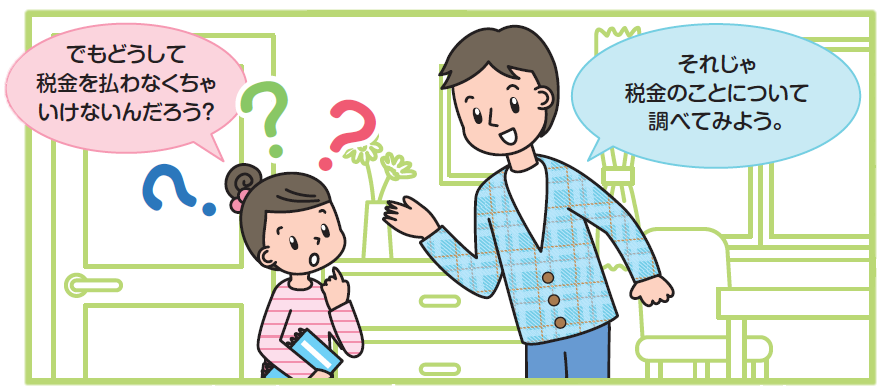 でもどうして
税金を払わなくちゃ
いけないんだろう?
それじゃ
税金のことについて
調べてみよう。
???